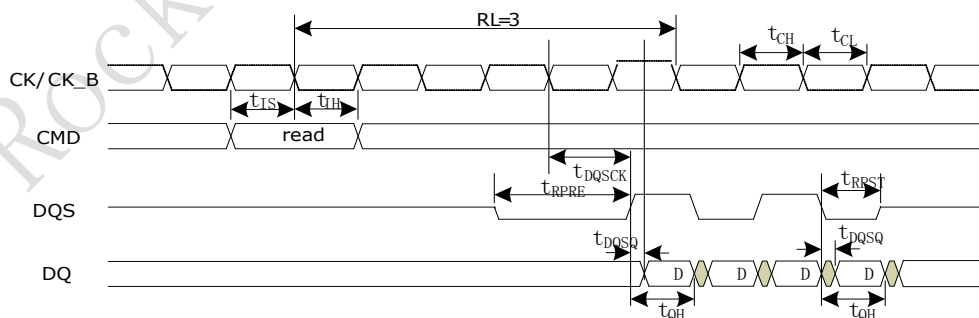 RL=3
tCH
tCL
CK/CK_B
tIS
tIH
CMD
read
tDQSCK
tRPRE
tRPST
DQS
tDQSQ
tDQSQ
DQ
D
D
D
D
tQH
tQH
Rock